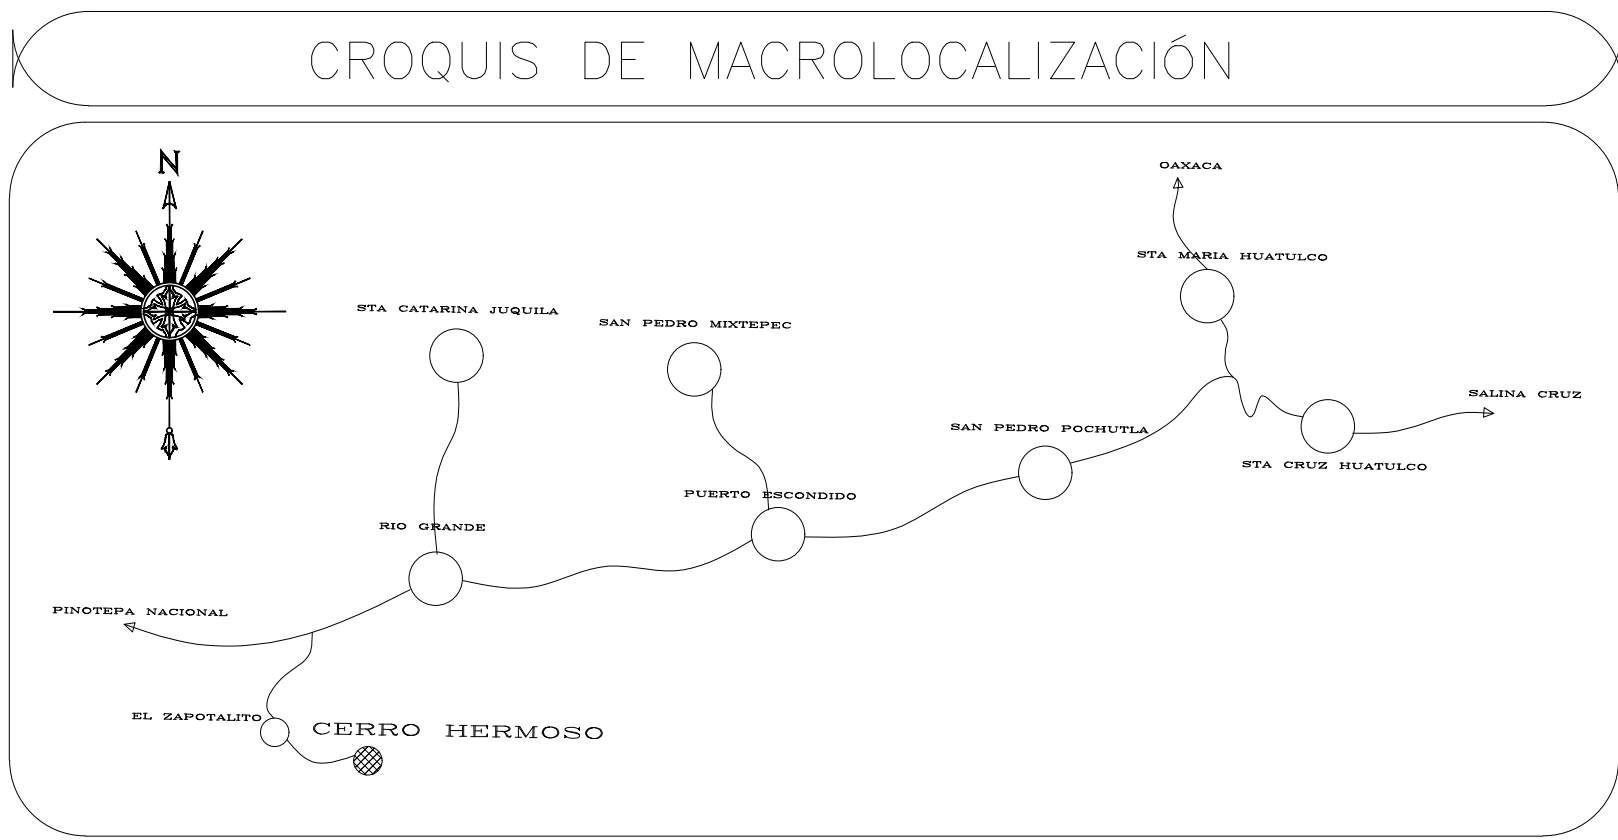 CROQUIS DE MACROLOCALIZACIÓN
N
OAXACA
STA MARIA HUATULCO
STA CATARINA JUQUILA
SAN PEDRO MIXTEPEC
SALINA CRUZ
SAN PEDRO POCHUTLA
STA CRUZ HUATULCO
PUERTO ESCONDIDO
RIO GRANDE
PINOTEPA NACIONAL
EL ZAPOTALITO
CERRO HERMOSO